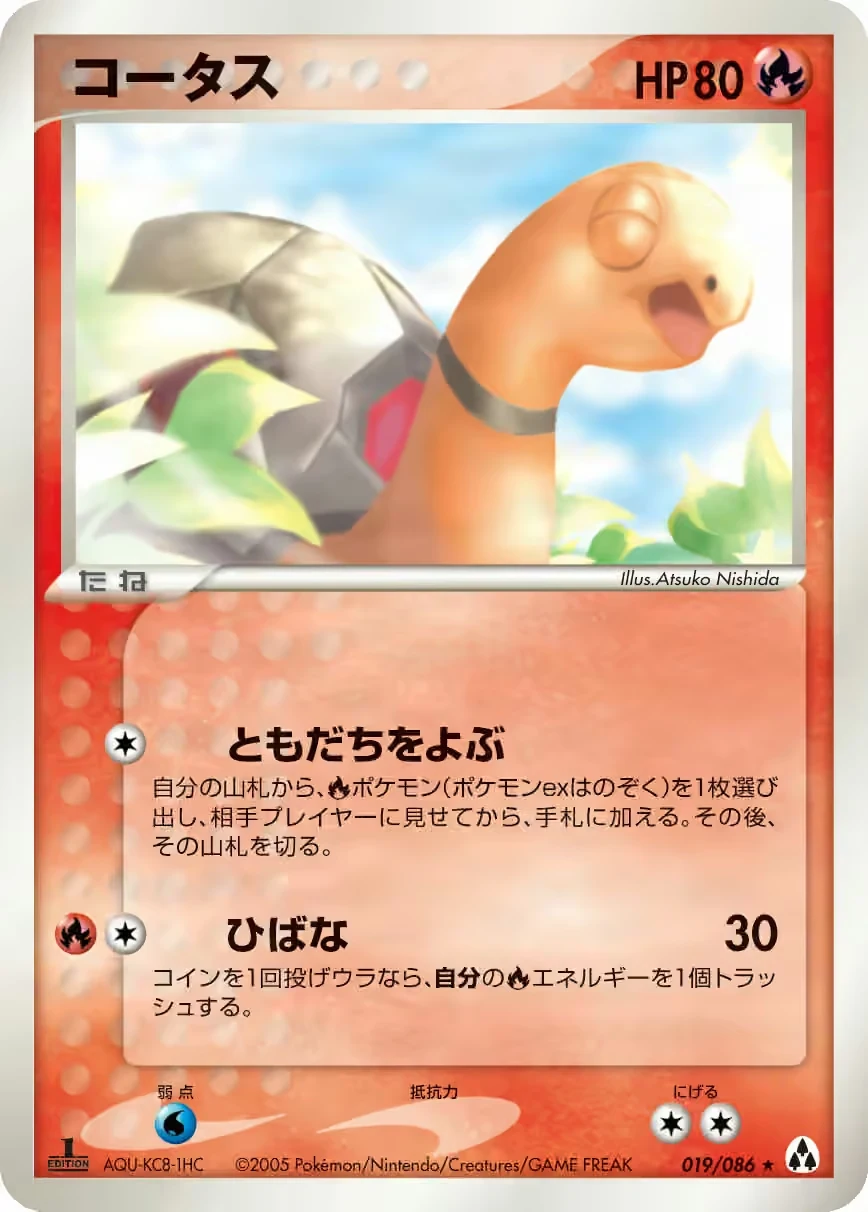 コータス
HP80
たね
Illus.Atsuko Nishida
ともだちをよぶ
自分の山札から、ポケモン(ポケモンexはのぞく)を1枚選び
出し、相手プレイヤーに見せてから、手札に加える。その後、
その山札を切る。
ひばな 30
コインを1回投げウラなら、自分のエネルギーを1個トラッ
シュする。
弱点
抵抗力
にげる
1
EDITION
AQU-KC8-1HC
©2005 Pokémon/Nintendo/Creatures/GAME FREAK
019/086 ★